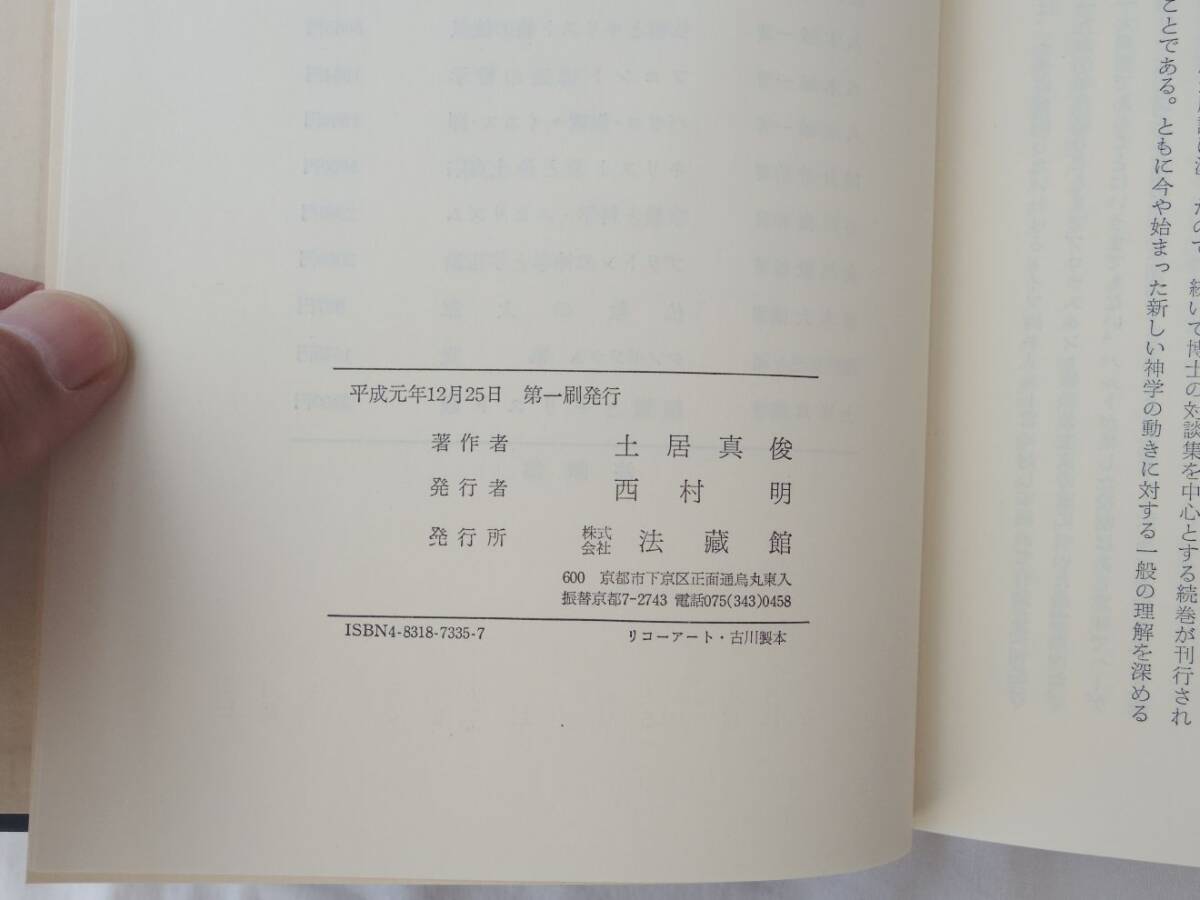 ことである。ともに今や始まった新しい神学の動きに対する一般の理解を深める
続いて博士の対談集を中心とする続巻が刊行され
平成元年12月25日 第一刷発行
著作者 土居真俊
発行者 西村明
発行所 株式会社 法藏館
600 京都市下京区正面通烏丸東入
振替京都7-2743 電話075(343)0458
ISBN4-8318-7335-7 リコーアート・古川製本